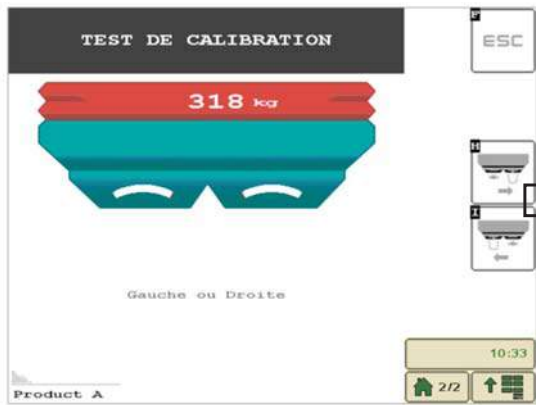 TEST DE CALIBRATION
F
ESC
318 kg
H
I
Gauche ou Droite
10:33
2/2
Product A